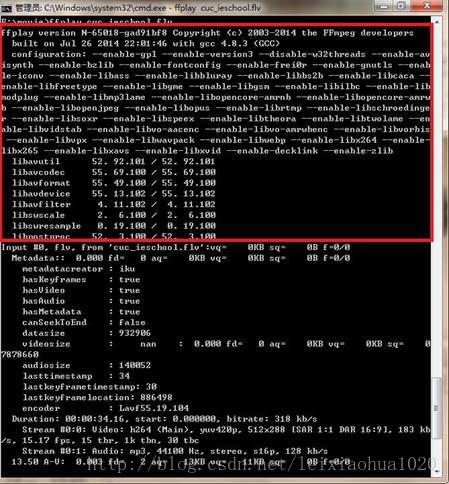 管理员: C:\Windows\system32\cmd.exe - ffplay cuc_ieschool.flv
E:\movie>ffplay cuc_ieschool.flv
ffplay version N-65018-gad91bf8 Copyright (c) 2003-2014 the FFmpeg developers
  built on Jul 26 2014 22:01:46 with gcc 4.8.3 (GCC)
  configuration: --enable-gpl --enable-version3 --disable-w32threads --enable-av
isynth --enable-bzlib --enable-fontconfig --enable-frei0r --enable-gnutls --enab
le-iconv --enable-libass --enable-libbluray --enable-libbs2b --enable-libcaca --
enable-libfreetype --enable-libgme --enable-libgsm --enable-libilbc --enable-lib
modplug --enable-libmp3lame --enable-libopencore-amrnb --enable-libopencore-amrw
b --enable-libopenjpeg --enable-libopus --enable-librtmp --enable-libschroedinge
r --enable-libsoxr --enable-libspeex --enable-libtheora --enable-libtwolame --en
able-libvidstab --enable-libvo-aacenc --enable-libvo-amrwbenc --enable-libvorbis
 --enable-libvpx --enable-libwavpack --enable-libwebp --enable-libx264 --enable-
libx265 --enable-libxavs --enable-libxvid --enable-decklink --enable-zlib
  libavutil      52. 92.101 / 52. 92.101
  libavcodec     55. 69.100 / 55. 69.100
  libavformat    55. 49.100 / 55. 49.100
  libavdevice    55. 13.102 / 55. 13.102
  libavfilter     4. 11.102 /  4. 11.102
  libswscale      2.  6.100 /  2.  6.100
  libswresample   0. 19.100 /  0. 19.100
  libpostproc    52.  3.100 / 52.  3.100
Input #0, flv, from 'cuc_ieschool.flv':vq=    0KB sq=    0B f=0/0
  Metadata::  0.000 fd=   0 aq=    0KB vq=    0KB sq=    0B f=0/0
    metadatacreator : iku
    hasKeyframes    : true
    hasVideo        : true
    hasAudio        : true
    hasMetadata     : true
    canSeekToEnd    : false
    datasize        : 932906
    videosize       :     nan    :  0.000 fd=   0 aq=    0KB vq=    0KB sq=    0
7878660
    audiosize       : 140052
    lasttimestamp   : 34
    lastkeyframetimestamp: 30
    lastkeyframelocation: 886498
    encoder         : Lavf55.19.104
  Duration: 00:00:34.16, start: 0.000000, bitrate: 318 kb/s
    Stream #0:0: Video: h264 (Main), yuv420p, 512x288 [SAR 1:1 DAR 16:9], 183 kb
/s, 15.17 fps, 15 tbr, 1k tbn, 30 tbc
    Stream #0:1: Audio: mp3, 44100 Hz, stereo, s16p, 128 kb/s
  13.50 A-V:  0.003 fd=   2 aq=   13KB vq=   11KB sq=    0B f=0/0
http://blog.csdn.net/leixiaohua1020